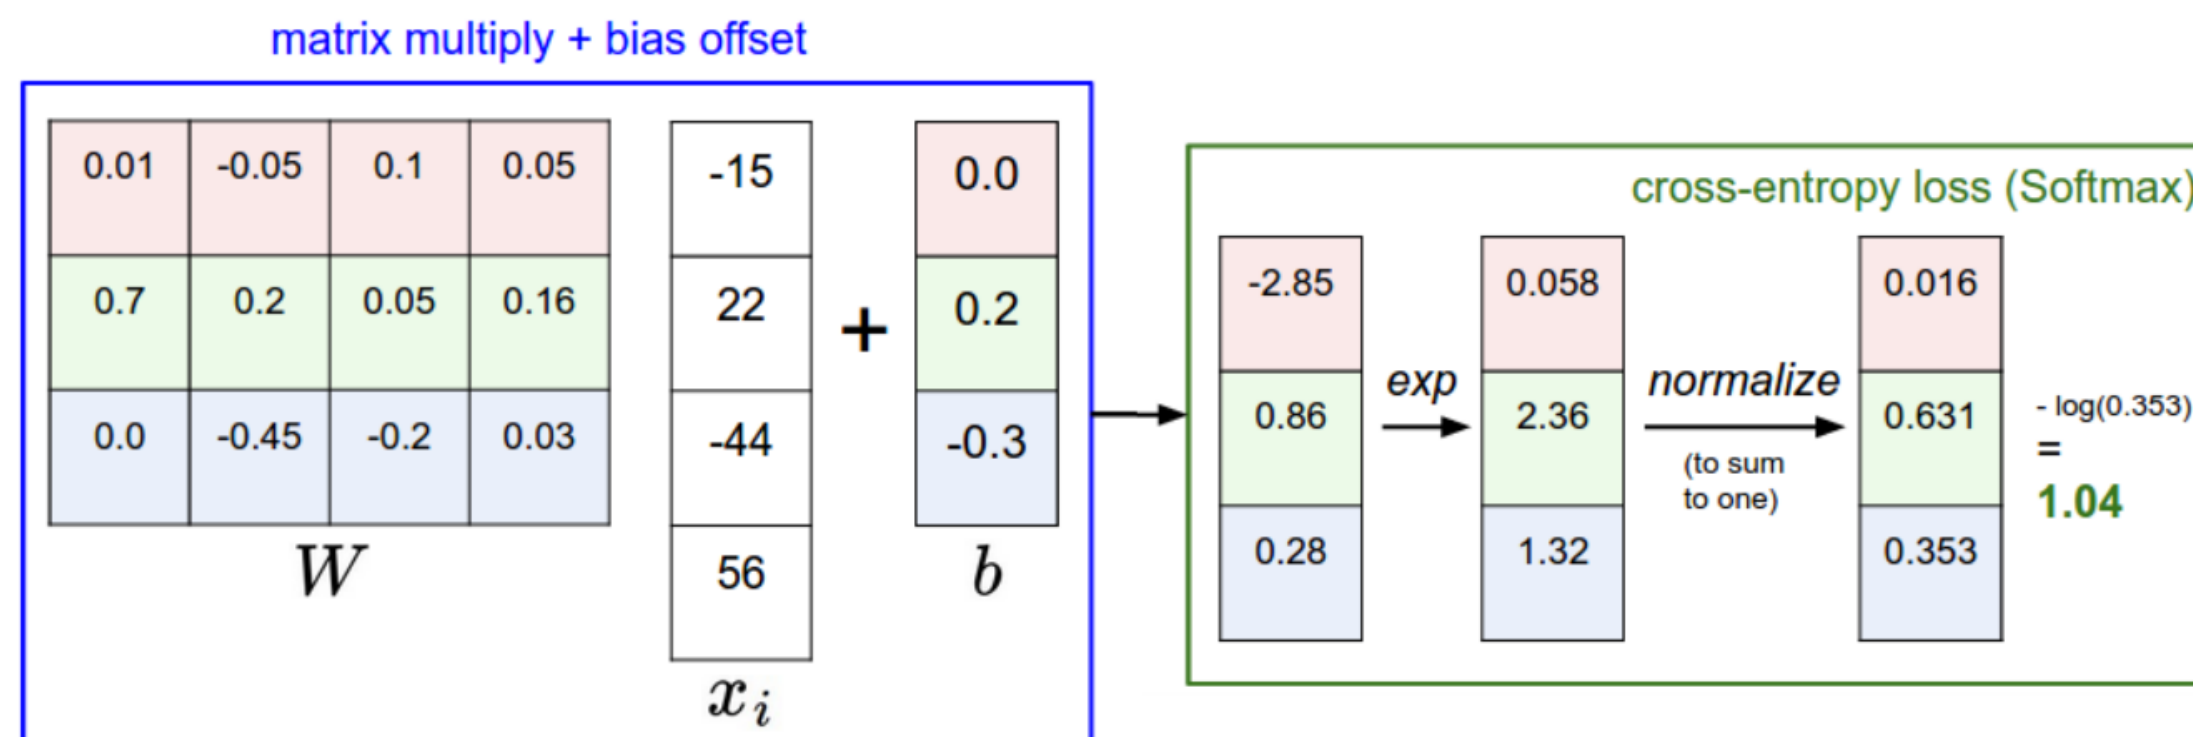 matrix multiply + bias offset
0.01 -0.05 0.1 0.05
0.7 0.2 0.05 0.16
0.0 -0.45 -0.2 0.03
W
-15
22
-44
56
x_i
+
0.0
0.2
-0.3
b
cross-entropy loss (Softmax)
-2.85
0.86
0.28
exp
0.058
2.36
1.32
normalize
(to sum
to one)
0.016
0.631
0.353
- log(0.353)
=
1.04